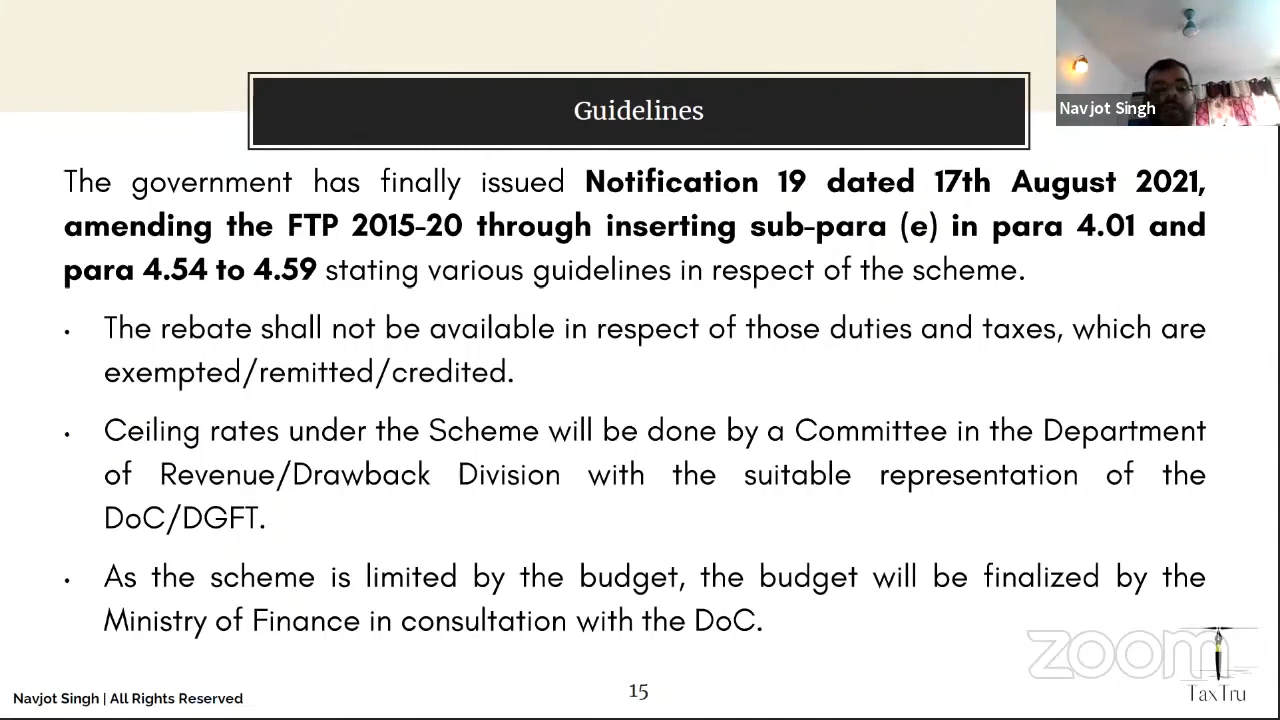 Guidelines
Navjot Singh
The government has finally issued Notification 19 dated 17th August 2021,
amending the FTP 2015-20 through inserting sub-para (e) in para 4.01 and
para 4.54 to 4.59 stating various guidelines in respect of the scheme.
• The rebate shall not be available in respect of those duties and taxes, which are
exempted/remitted/credited.
• Ceiling rates under the Scheme will be done by a Committee in the Department
of Revenue/Drawback Division with the suitable representation of the
DoC/DGFT.
• As the scheme is limited by the budget, the budget will be finalized by the
Ministry of Finance in consultation with the DoC.
zoom
Navjot Singh | All Rights Reserved
15
TaxTru